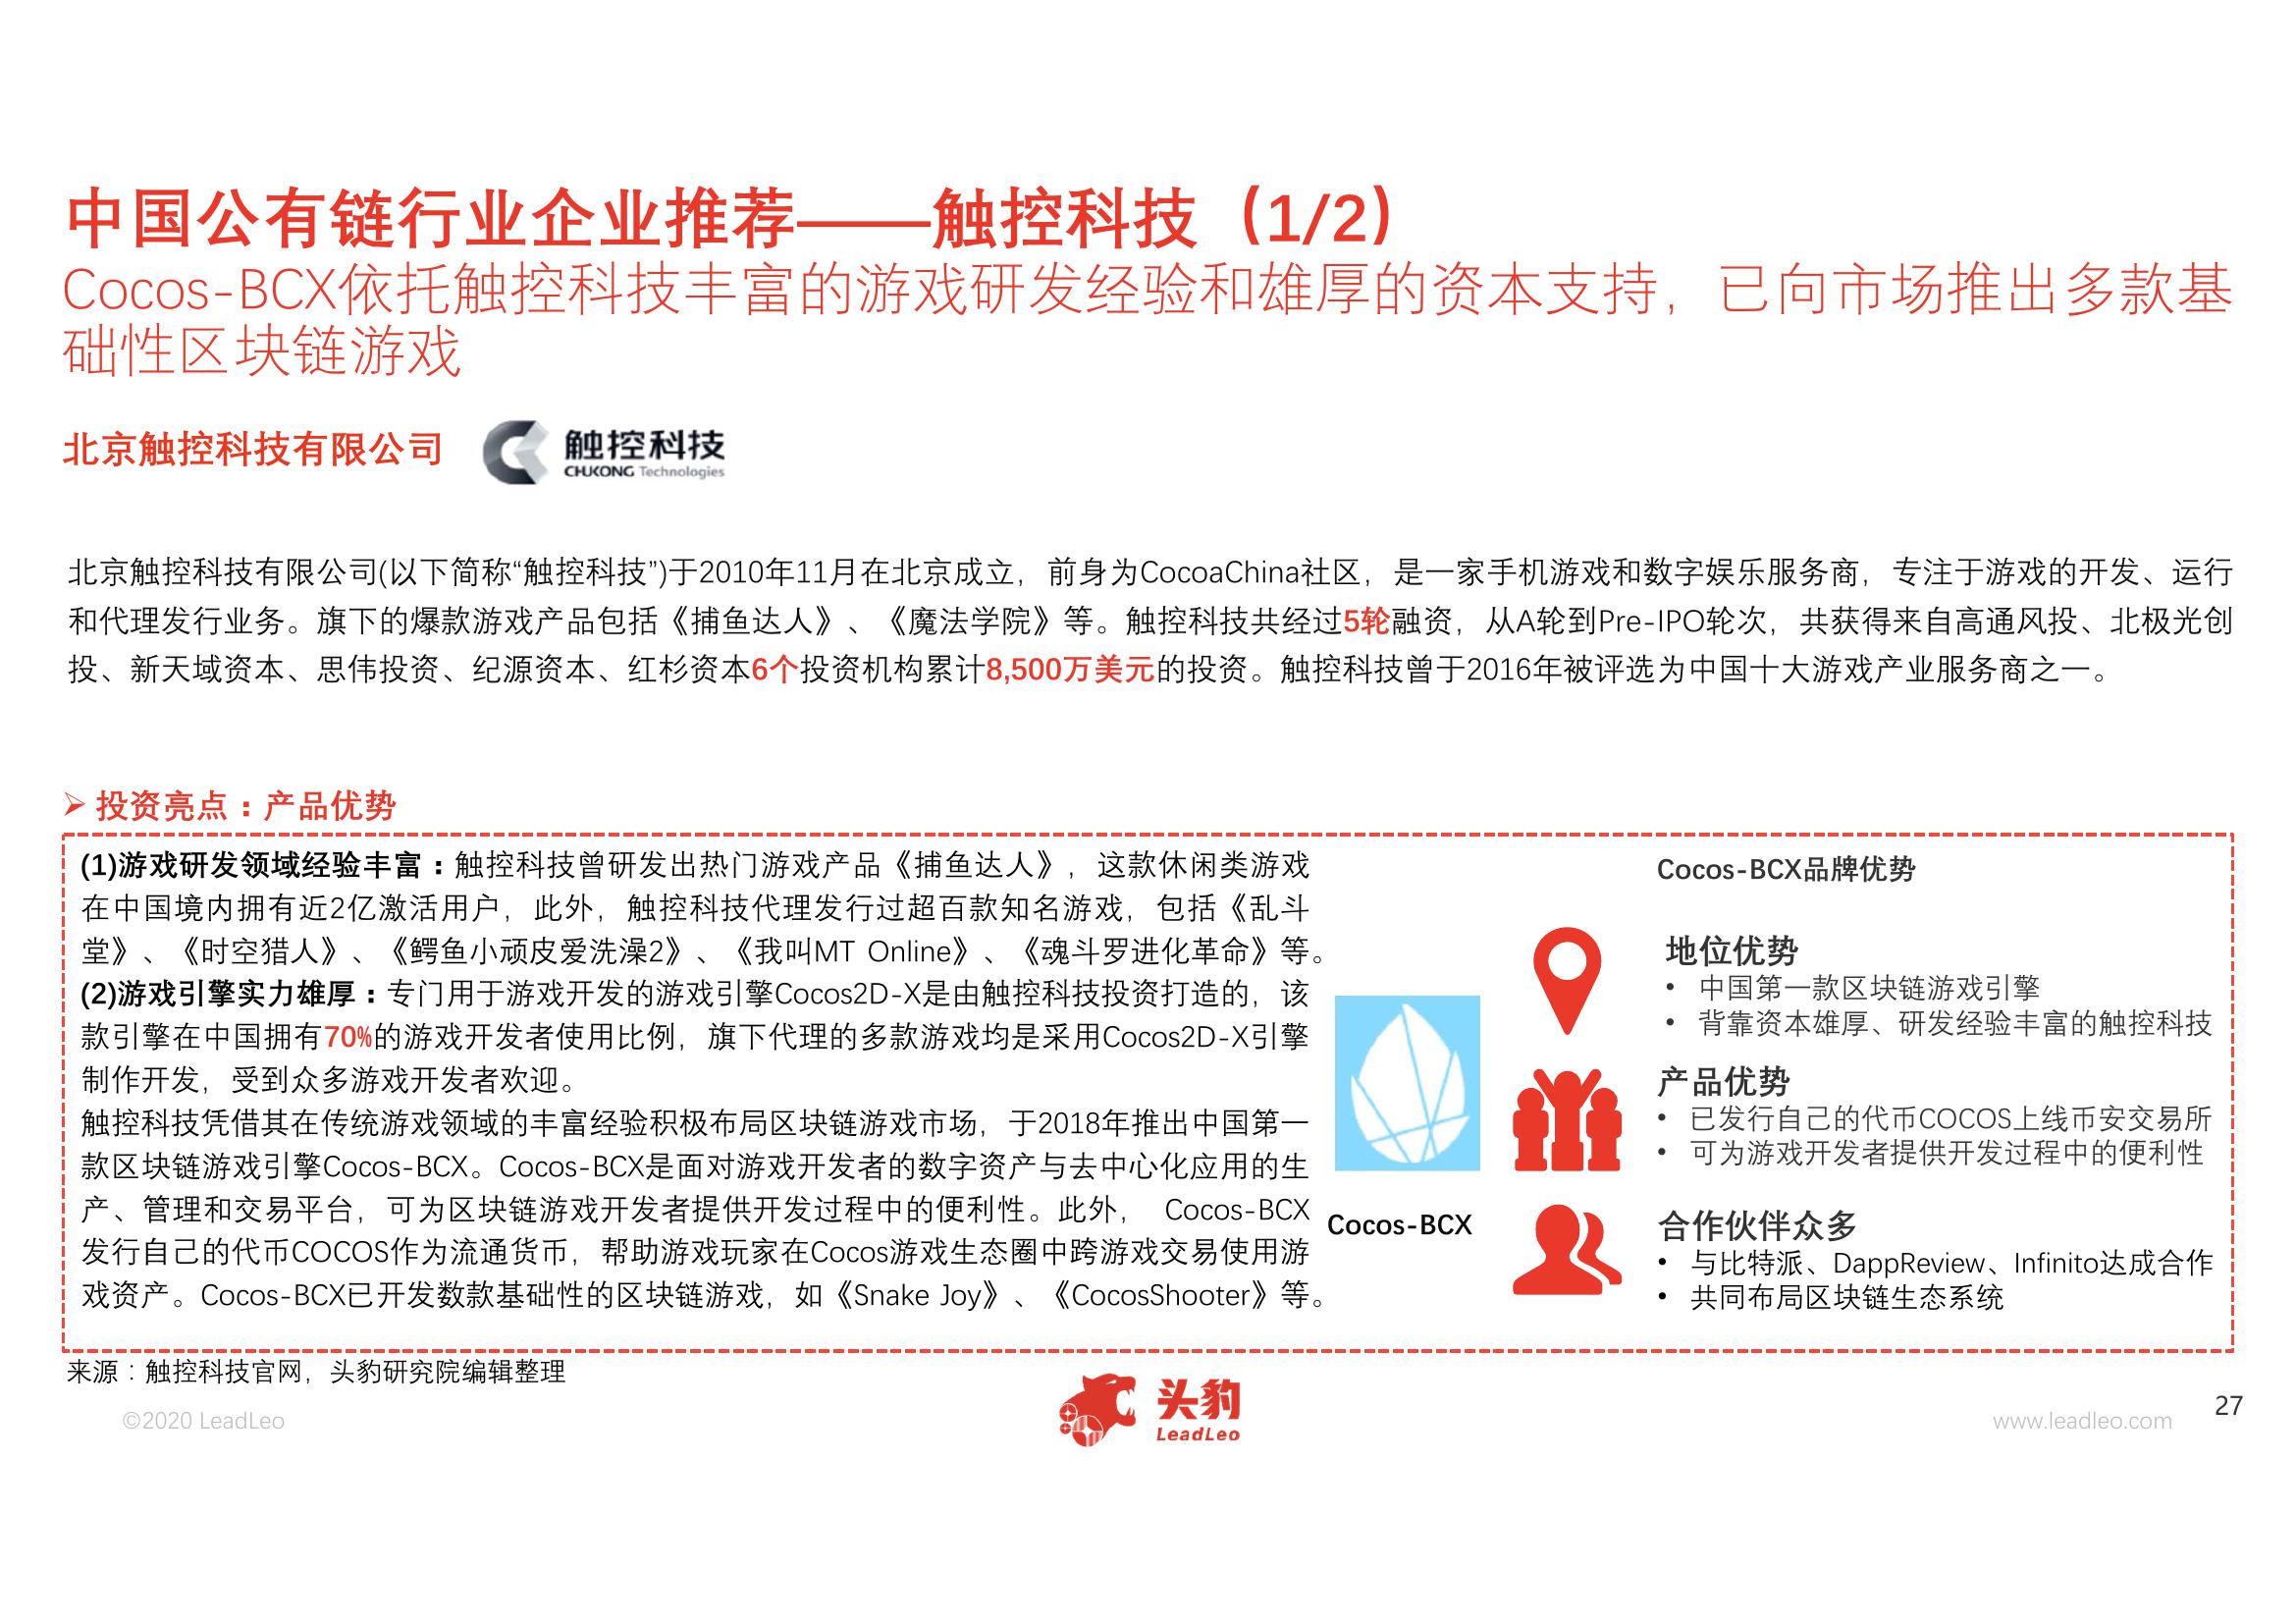 中国公有链行业企业推荐——触控科技（1/2）
Cocos-BCX依托触控科技丰富的游戏研发经验和雄厚的资本支持，已向市场推出多款基
础性区块链游戏
北京触控科技有限公司
触控科技
CHUKONG Technologies
北京触控科技有限公司(以下简称“触控科技”)于2010年11月在北京成立，前身为CocoaChina社区，是一家手机游戏和数字娱乐服务商，专注于游戏的开发、运行
和代理发行业务。旗下的爆款游戏产品包括《捕鱼达人》、《魔法学院》等。触控科技共经过5轮融资，从A轮到Pre-IPO轮次，共获得来自高通风投、北极光创
投、新天域资本、思伟投资、纪源资本、红杉资本6个投资机构累计8,500万美元的投资。触控科技曾于2016年被评选为中国十大游戏产业服务商之一。
➢ 投资亮点：产品优势
(1)游戏研发领域经验丰富：触控科技曾研发出热门游戏产品《捕鱼达人》，这款休闲类游戏
在中国境内拥有近2亿激活用户，此外，触控科技代理发行过超百款知名游戏，包括《乱斗
堂》、《时空猎人》、《鳄鱼小顽皮爱洗澡2》、《我叫MT Online》、《魂斗罗进化革命》等。
(2)游戏引擎实力雄厚：专门用于游戏开发的游戏引擎Cocos2D-X是由触控科技投资打造的，该
款引擎在中国拥有70%的游戏开发者使用比例，旗下代理的多款游戏均是采用Cocos2D-X引擎
制作开发，受到众多游戏开发者欢迎。
触控科技凭借其在传统游戏领域的丰富经验积极布局区块链游戏市场，于2018年推出中国第一
款区块链游戏引擎Cocos-BCX。Cocos-BCX是面对游戏开发者的数字资产与去中心化应用的生
产、管理和交易平台，可为区块链游戏开发者提供开发过程中的便利性。此外， Cocos-BCX
发行自己的代币COCOS作为流通货币，帮助游戏玩家在Cocos游戏生态圈中跨游戏交易使用游
戏资产。Cocos-BCX已开发数款基础性的区块链游戏，如《Snake Joy》、《CocosShooter》等。
Cocos-BCX
Cocos-BCX品牌优势
地位优势
• 中国第一款区块链游戏引擎
• 背靠资本雄厚、研发经验丰富的触控科技
产品优势
• 已发行自己的代币COCOS上线币安交易所
• 可为游戏开发者提供开发过程中的便利性
合作伙伴众多
• 与比特派、DappReview、Infinito达成合作
• 共同布局区块链生态系统
来源：触控科技官网，头豹研究院编辑整理
©2020 LeadLeo
头豹
LeadLeo
www.leadleo.com
27